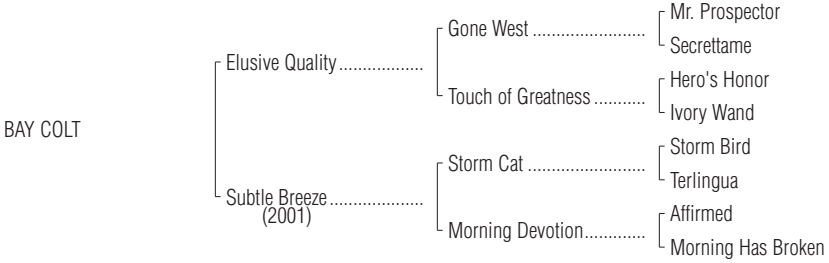 Mr. Prospector
Gone West ........................
Secrettame
Elusive Quality ..................
Hero's Honor
Touch of Greatness ...........
Ivory Wand
BAY COLT
Storm Bird
Storm Cat .........................
Terlingua
Subtle Breeze ....................
(2001)
Affirmed
Morning Devotion .............
Morning Has Broken